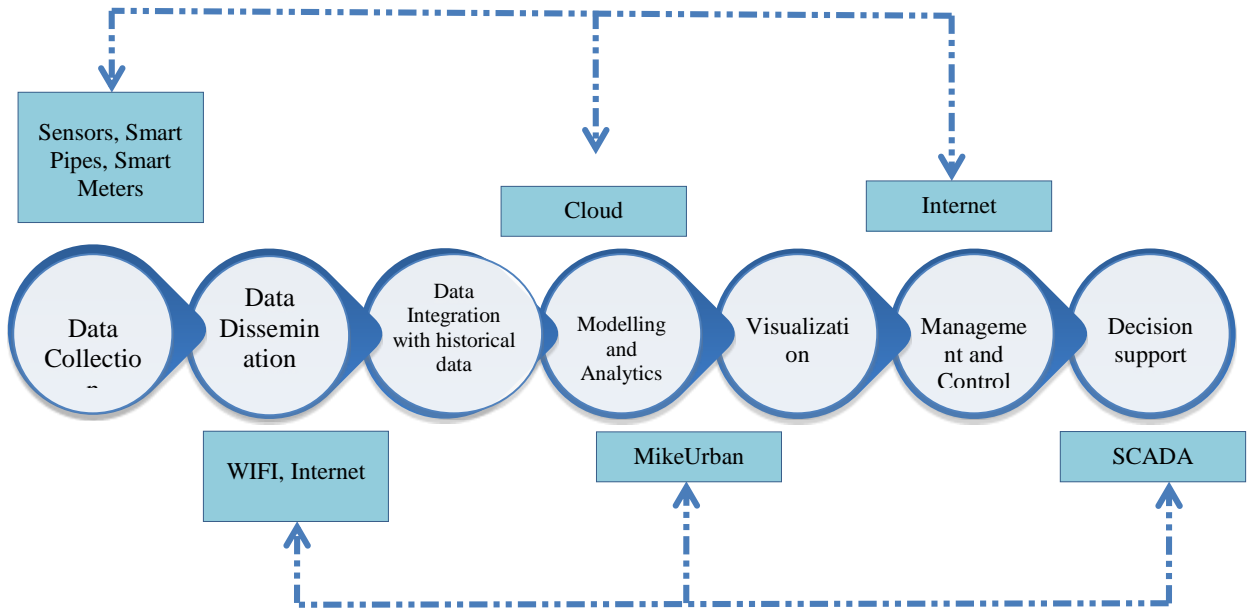 Sensors, Smart
Pipes, Smart
Meters
Cloud
Internet
Data
Collectio
n
Data
Dissemin
ation
Data
Integration
with historical
data
Modelling
and
Analytics
Visualizati
on
Manageme
nt and
Control
Decision
support
WIFI, Internet
MikeUrban
SCADA